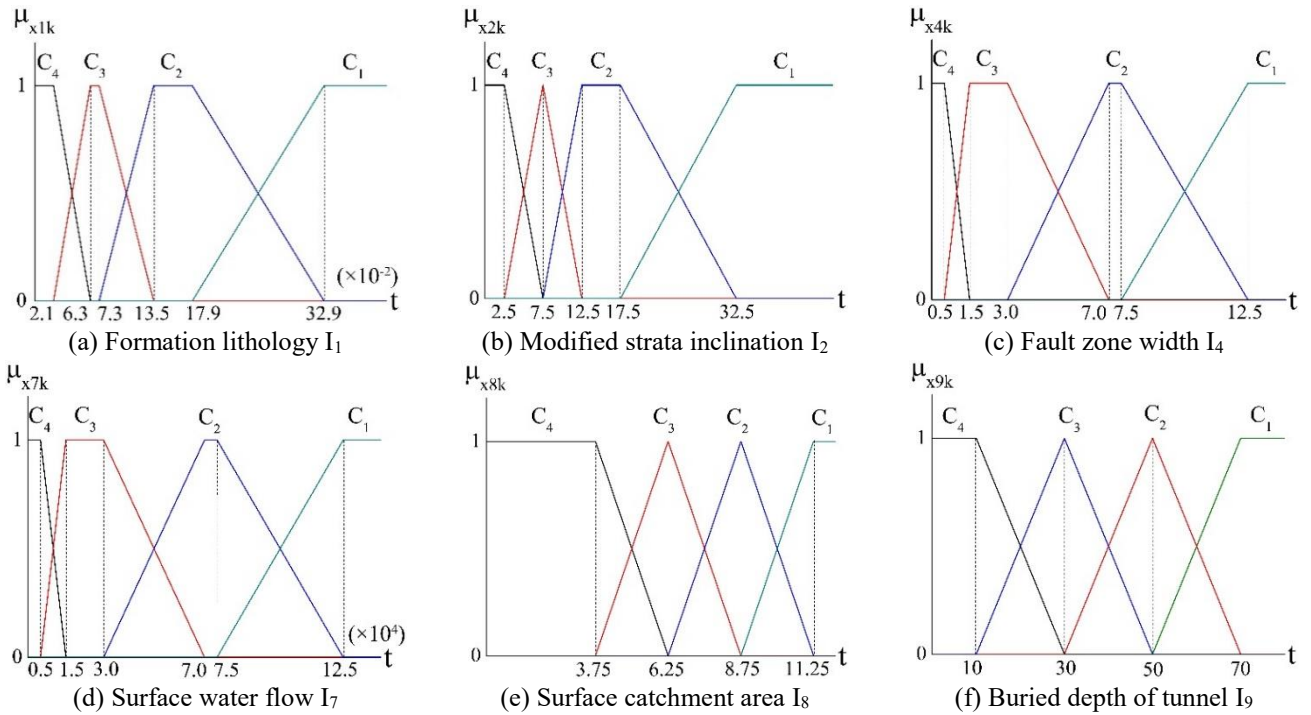 μx1k μx2k μx4k
C4 C3 C2 C1 C4 C3 C2 C1 C4 C3 C2 C1
1 1 1
(×10-2)
0 0 0
2.1 6.3 7.3 13.5 17.9 32.9 t 2.5 7.5 12.5 17.5 32.5 t 0.5 1.5 3.0 7.0 7.5 12.5 t
(a) Formation lithology I1 (b) Modified strata inclination I2 (c) Fault zone width I4
μx7k μx8k μx9k
C4 C3 C2 C1 C4 C3 C2 C1 C4 C3 C2 C1
1 1 1
(×104)
0 0 0
0.5 1.5 3.0 7.0 7.5 12.5 t 3.75 6.25 8.75 11.25 t 10 30 50 70 t
(d) Surface water flow I7 (e) Surface catchment area I8 (f) Buried depth of tunnel I9